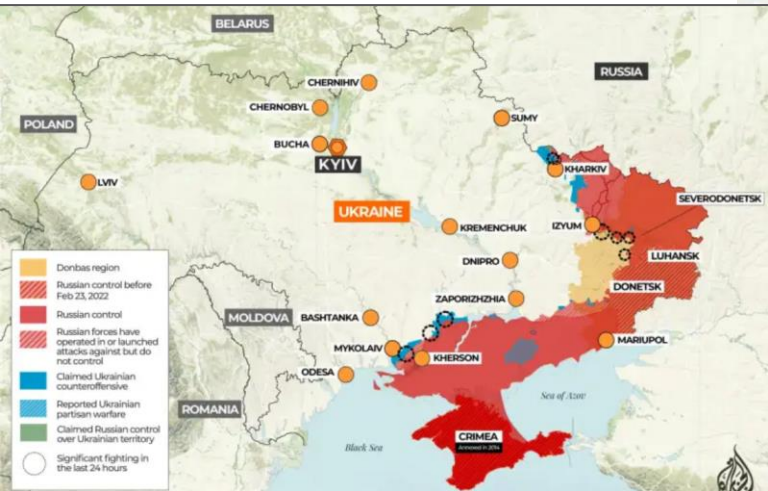 BELARUS
RUSSIA
CHERNIHIV
CHERNOBYL
POLAND
SUMY
BUCHA
KYIV
KHARKIV
LVIV
SEVERODONETSK
UKRAINE
KREMENCHUK
IZYUM
LUHANSK
DNIPRO
DONETSK
ZAPORIZHZHIA
MOLDOVA
BASHTANKA
MARIUPOL
MYKOLAIV
KHERSON
ODESA
ROMANIA
Sea of Azov
Black Sea
CRIMEA
Annexed in 2014
Donbas region
Russian control before
Feb 23, 2022
Russian control
Russian forces have
operated in or launched
attacks against but do
not control
Claimed Ukrainian
counteroffensive
Reported Ukrainian
partisan warfare
Claimed Russian control
over Ukrainian territory
Significant fighting in
the last 24 hours